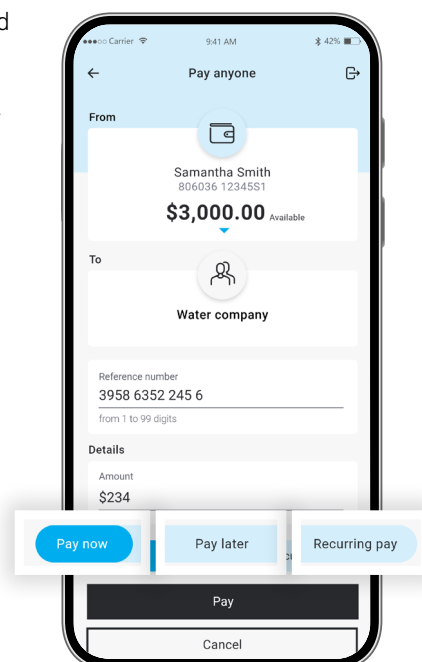 d
Carrier 9:41 AM 42%
Pay anyone
From
Samantha Smith
806036 12345S1
$3,000.00 Available
To
Water company
Reference number
3958 6352 245 6
from 1 to 99 digits
Details
Amount
$234
Pay now Pay later Recurring pay
Pay
Cancel